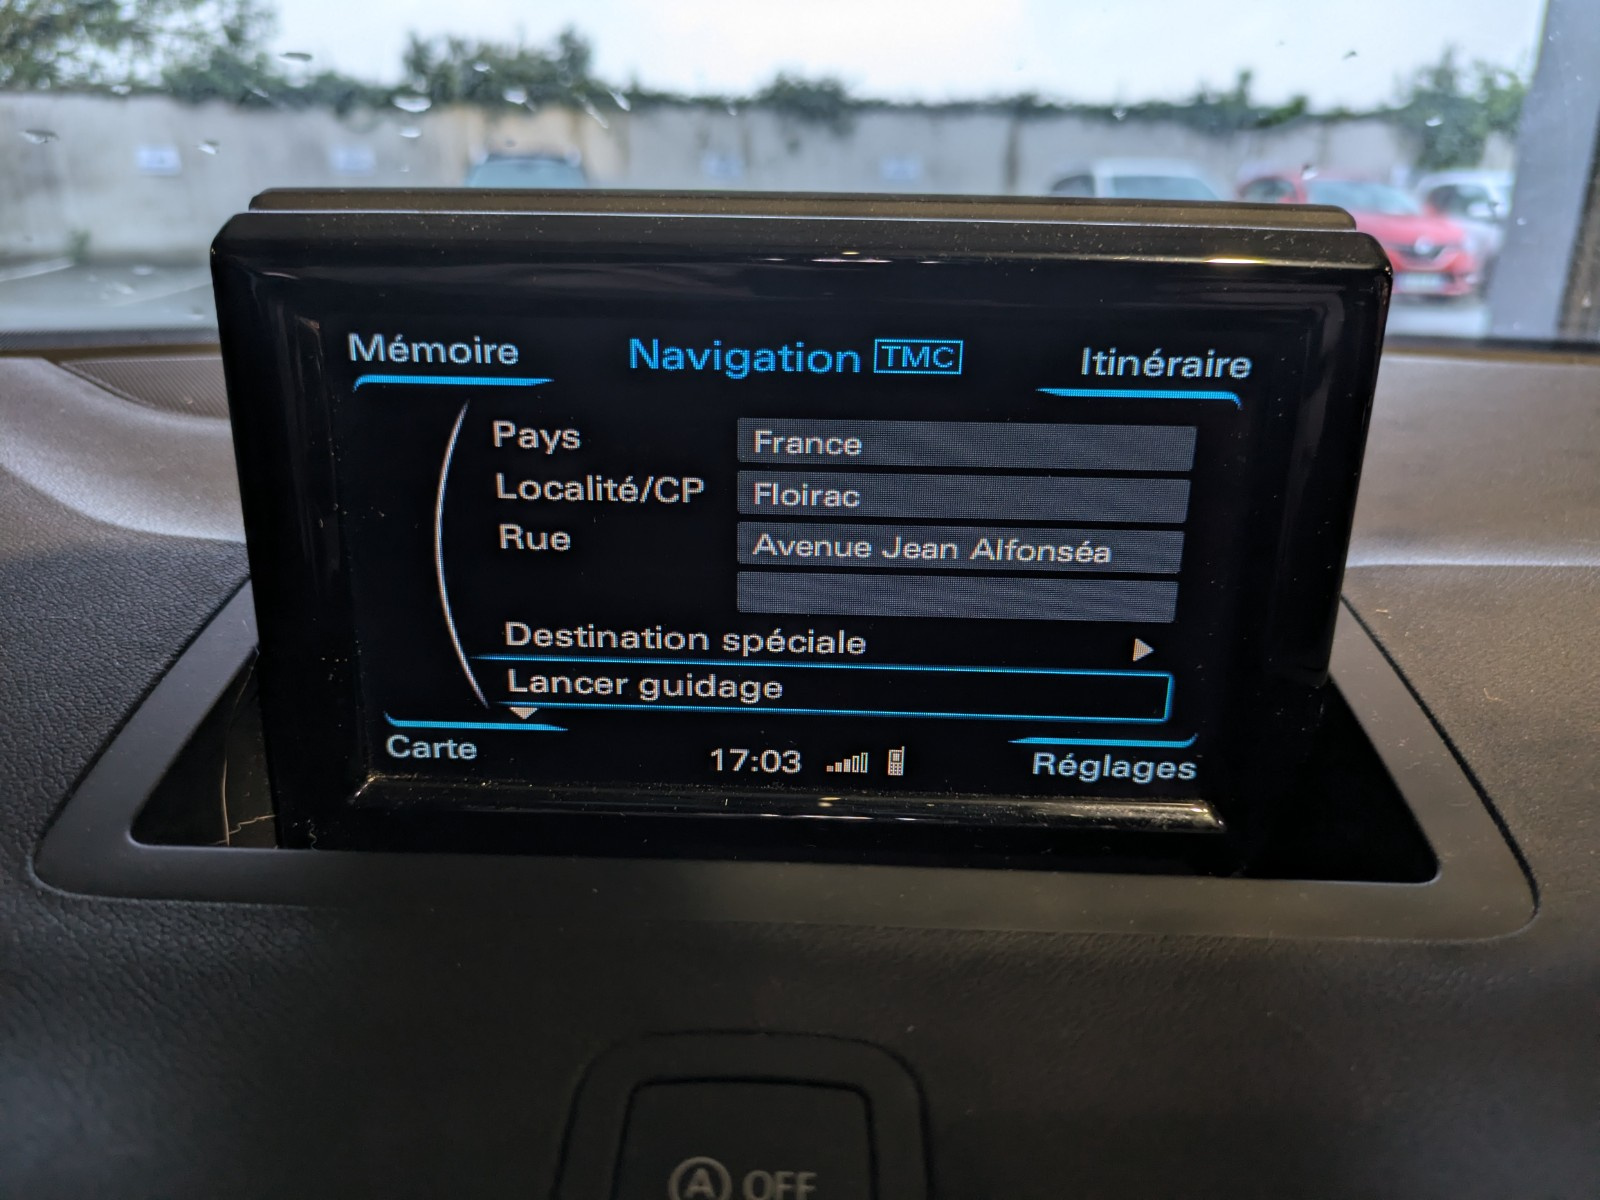 Mémoire
Navigation TMC
Itinéraire
Pays France
Localité/CP Floirac
Rue Avenue Jean Alfonséa
Destination spéciale
Lancer guidage
Carte
17:03
Réglages
A OFF